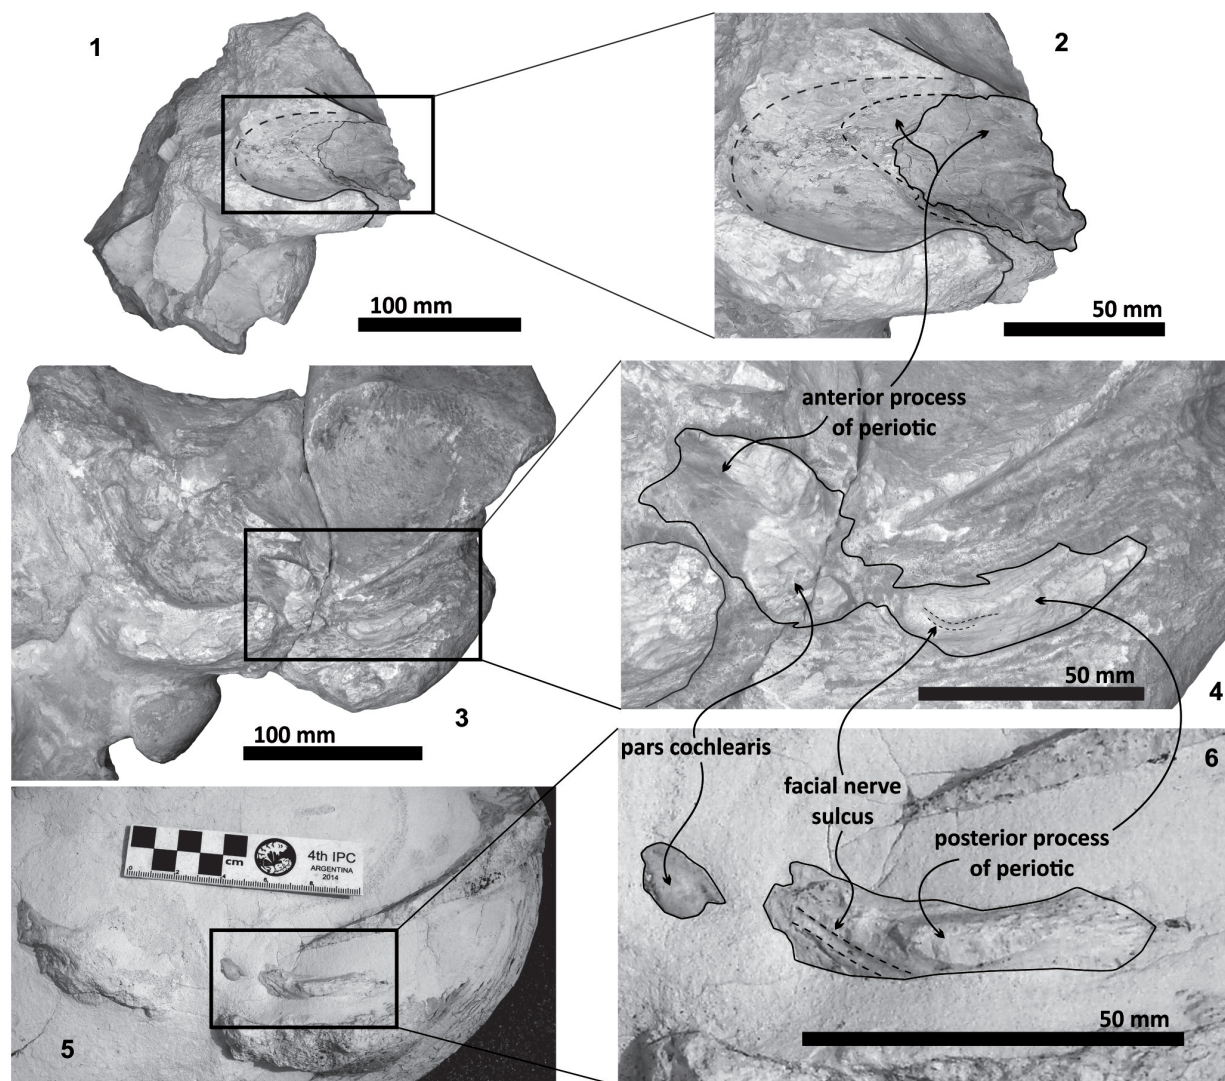 1
2
100 mm
50 mm
anterior process
of periotic
50 mm
4
3
100 mm
pars cochlearis
6
facial nerve
sulcus
posterior process
of periotic
cm
4th IPC
ARGENTINA
2014
50 mm
5